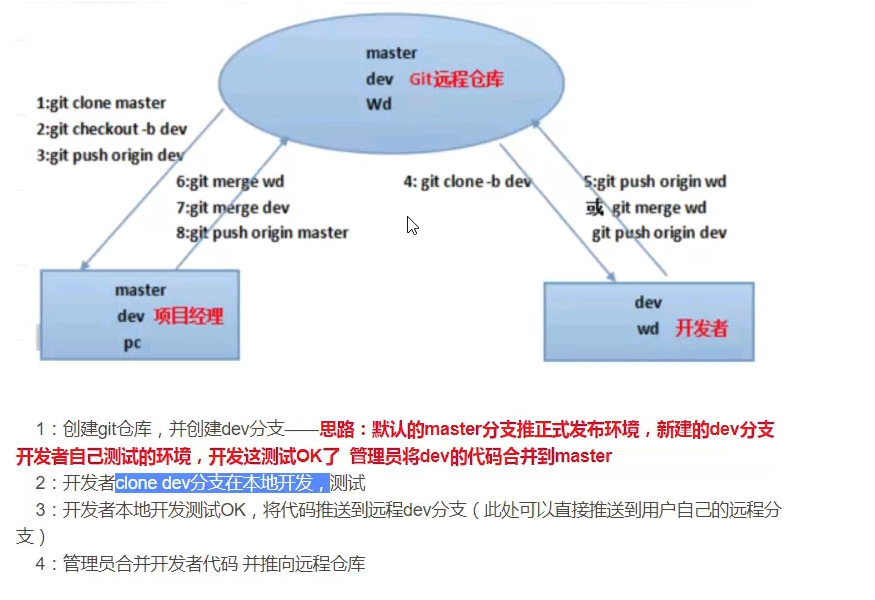 master
dev Git远程仓库
Wd
1:git clone master
2:git checkout -b dev
3:git push origin dev
6:git merge wd
7:git merge dev
8:git push origin master
4: git clone -b dev
5:git push origin wd
或 git merge wd
git push origin dev
master
dev 项目经理
pc
dev
wd 开发者
1：创建git仓库，并创建dev分支——思路：默认的master分支推正式发布环境，新建的dev分支
开发者自己测试的环境，开发这测试OK了 管理员将dev的代码合并到master
2：开发者clone dev分支在本地开发，测试
3：开发者本地开发测试OK，将代码推送到远程dev分支（此处可以直接推送到用户自己的远程分
支）
4：管理员合并开发者代码 并推向远程仓库